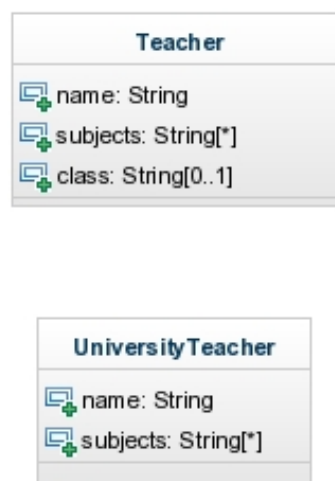 Teacher
name: String
subjects: String[*]
class: String[0..1]
UniversityTeacher
name: String
subjects: String[*]